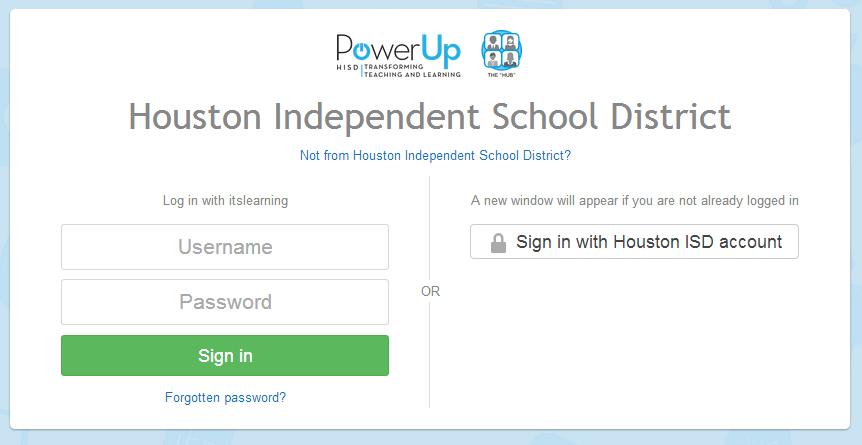 PowerUp
HISD | TRANSFORMING
TEACHING AND LEARNING
THE "HUB"
Houston Independent School District
Not from Houston Independent School District?
Log in with itslearning
Username
Password
Sign in
Forgotten password?
OR
A new window will appear if you are not already logged in
Sign in with Houston ISD account